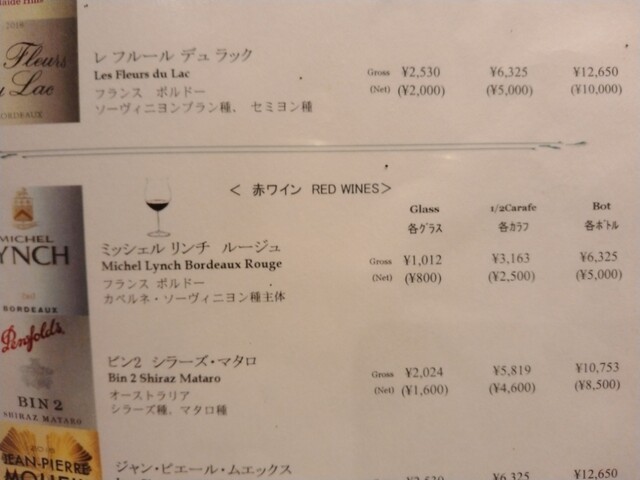 Fleurs
Lac
BORDEAUX
レ フルール デュ ラック
Les Fleurs du Lac
フランス ボルドー
ソーヴィニヨンブラン種、セミヨン種
Gross ¥2,530 ¥6,325 ¥12,650
(Net) (¥2,000) (¥5,000) (¥10,000)
< 赤ワイン RED WINES>
Glass 1/2Carafe Bot
各グラス 各カラフ 各ボトル
MICHEL
LYNCH
BORDEAUX
ミッシェル リンチ ルージュ
Michel Lynch Bordeaux Rouge
フランス ボルドー
カベルネ・ソーヴィニヨン種主体
Gross ¥1,012 ¥3,163 ¥6,325
(Net) (¥800) (¥2,500) (¥5,000)
Penfolds
BIN 2
SHIRAZ MATARO
ビン2 シラーズ・マタロ
Bin 2 Shiraz Mataro
オーストラリア
シラーズ種、マタロ種
Gross ¥2,024 ¥5,819 ¥10,753
(Net) (¥1,600) (¥4,600) (¥8,500)
JEAN-PIERRE
ジャン・ピエール・ムエックス
¥6,325 ¥12,650